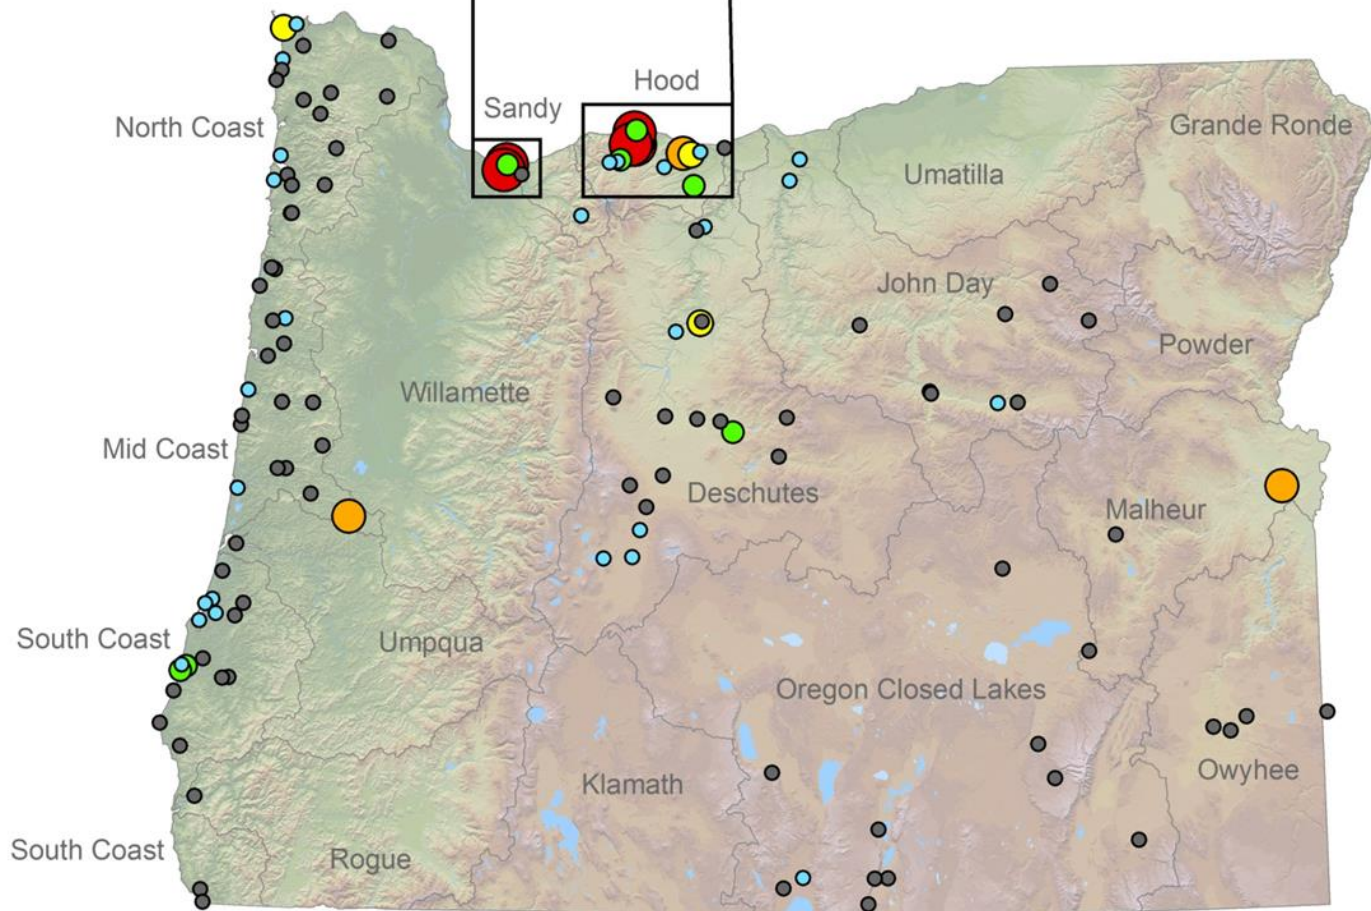 Hood
Sandy
North Coast
Grande Ronde
Umatilla
John Day
Powder
Willamette
Mid Coast
Deschutes
Malheur
South Coast
Umpqua
Oregon Closed Lakes
Klamath
Owyhee
South Coast
Rogue